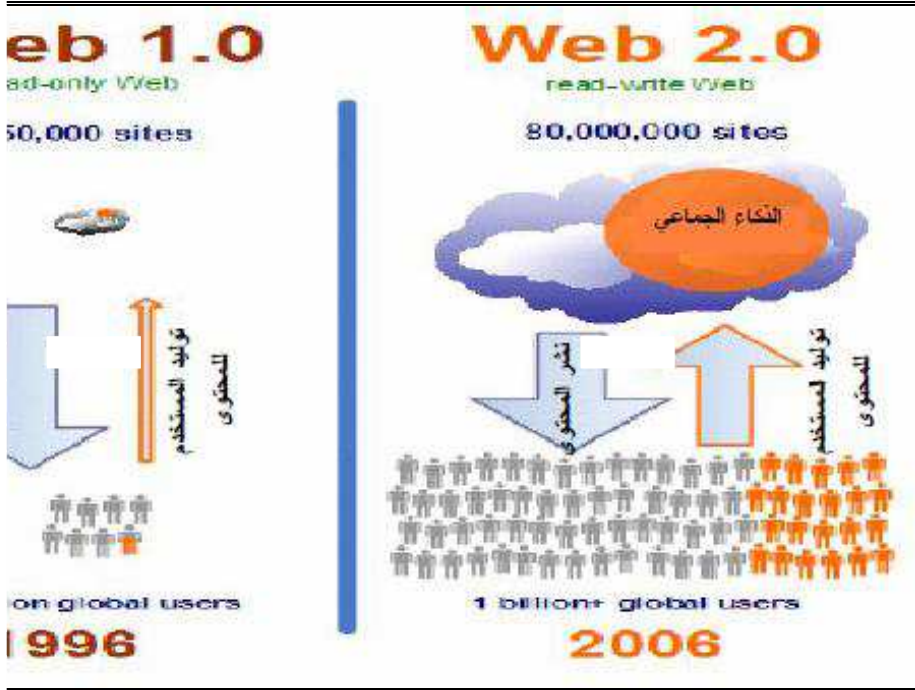 eb 1.0
ad-only Web
50,000 sites
توليد المستخدم
للمحتوى
on global users
1996
Web 2.0
read-write Web
80,000,000 sites
الذكاء الجماعي
نشر المحتوى
توليد المستخدم
للمحتوى
1 billion+ global users
2006